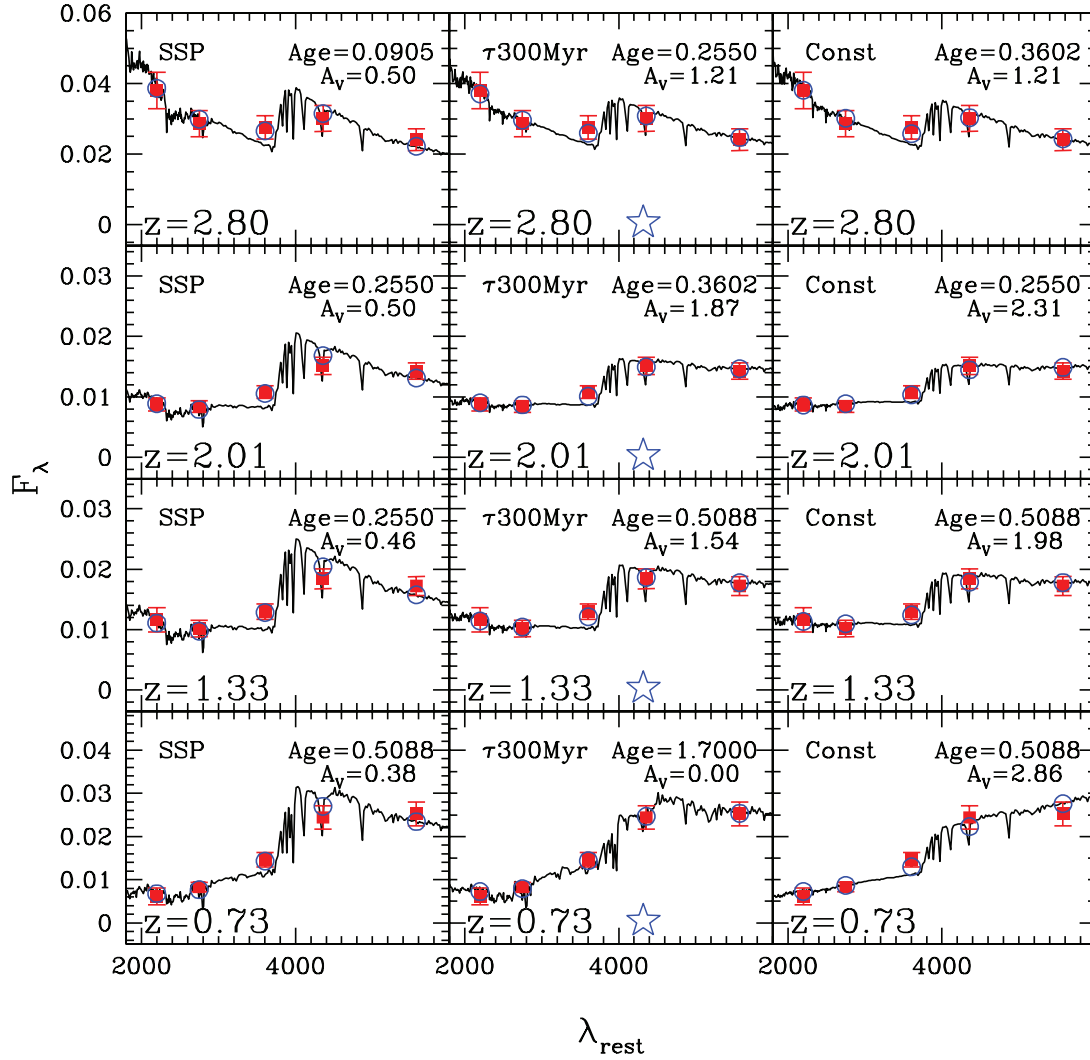 0.06
0.04
0.02
0
SSP Age=0.0905
A_V=0.50
z=2.80
τ300Myr Age=0.2550
A_V=1.21
z=2.80
Const Age=0.3602
A_V=1.21
z=2.80
0.03
0.02
0.01
0
SSP Age=0.2550
A_V=0.50
z=2.01
τ300Myr Age=0.3602
A_V=1.87
z=2.01
Const Age=0.2550
A_V=2.31
z=2.01
F_λ
0.03
0.02
0.01
0
SSP Age=0.2550
A_V=0.46
z=1.33
τ300Myr Age=0.5088
A_V=1.54
z=1.33
Const Age=0.5088
A_V=1.98
z=1.33
0.04
0.03
0.02
0.01
0
SSP Age=0.5088
A_V=0.38
z=0.73
τ300Myr Age=1.7000
A_V=0.00
z=0.73
Const Age=0.5088
A_V=2.86
z=0.73
2000 4000 2000 4000 2000 4000
λ_rest